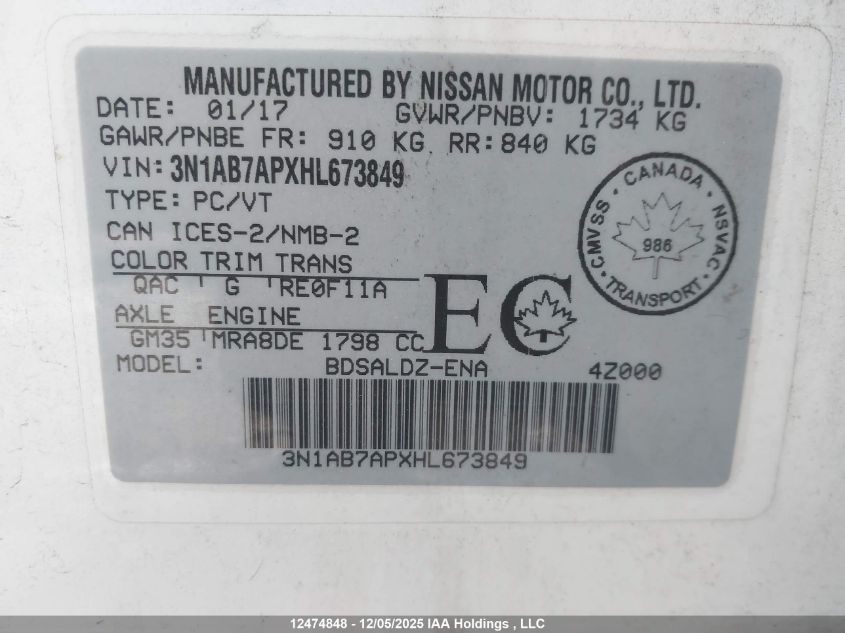 MANUFACTURED BY NISSAN MOTOR CO., LTD.
DATE: 01/17 GVWR/PNBV: 1734 KG
GAWR/PNBE FR: 910 KG RR: 840 KG
VIN: 3N1AB7APXHL673849
TYPE: PC/VT
CAN ICES-2/NMB-2
COLOR TRIM TRANS
QAC G RE0F11A
AXLE ENGINE
GM35 MRA8DE 1798 CC
EC
CANADA
CMVSS NSVAC
986
TRANSPORT
MODEL: BDSALDZ-ENA 4Z000
3N1AB7APXHL673849
12474848 - 12/05/2025 IAA Holdings , LLC